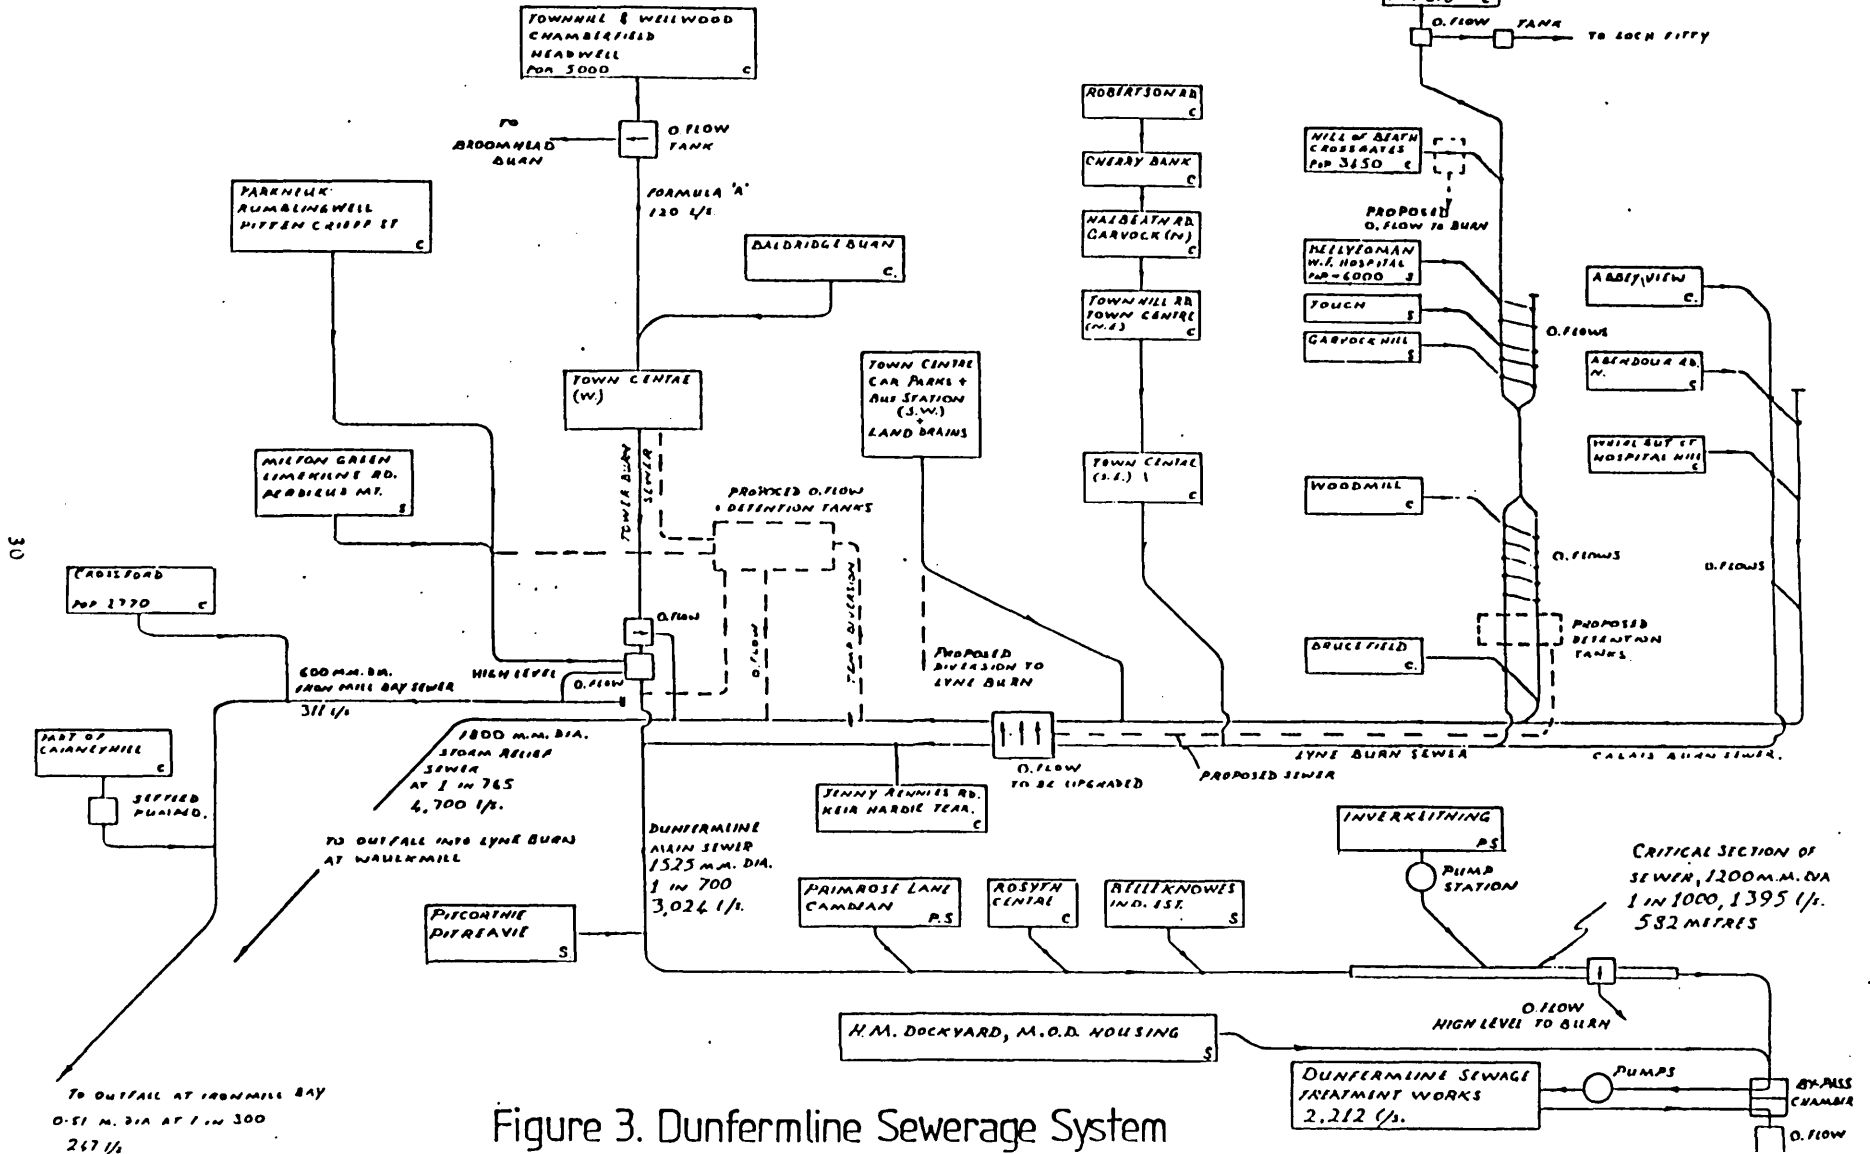 TOWNHILL & WELLWOOD
CHAMBERFIELD
HEADWELL
POP 5000 C
TO
BROOMHEAD
BURN
O.FLOW
TANK
FORMULA 'A'
120 l/s.
PARKNEUK
RUMBLINGWELL
PITTENCRIEFF ST
C
BALDRIDGE BURN
C.
TOWN CENTRE
(W.)
TOWER BURN
SEWER
MILTON GREEN
LIMEKILNS RD.
PERDIEUS MT.
S
PROPOSED O.FLOW
DETENTION TANKS
TOWN CENTRE
CAR PARKS +
BUS STATION
(S.W.)
+
LAND DRAINS
ROBERTSON RD
C
CHERRY BANK
C
HALBEATH RD.
GARVOCK (N)
C
TOWNHILL RD
TOWN CENTRE
(N.E)
C
TOWN CENTRE
(S.E.)
C
C
O.FLOW
TANK
TO LOCH FITTY
HILL OF BEATH
CROSSGATES
POP 3650 C
PROPOSED
O.FLOW TO BURN
BELLYEOMAN
W.F. HOSPITAL
POP - 6000 S
TOUCH
S
GARVOCK HILL
S
O.FLOWS
ABBEYVIEW
C.
ABERDOUR RD.
N.
C
HOSPITAL HILL
C
WOODMILL
C
O.FLOWS
O.FLOWS
BRUCEFIELD
C.
PROPOSED
DETENTION
TANKS.
30
CROSSFORD
POP 2770 C
O.FLOW
HIGH LEVEL
O.FLOW
O.FLOW
TEMP DIVERSION
PROPOSED
DIVERSION TO
LYNE BURN
600 M.M. DIA.
IRON MILL BAY SEWER
311 l/s
PART OF
CAIRNEYHILL
C
SETTLED
PUMPED.
1800 M.M. DIA.
STORM RELIEF
SEWER
AT 1 IN 765
4,700 l/s.
TO OUTFALL INTO LYNE BURN
AT WAULKMILL
O.FLOW
TO BE UPGRADED
PROPOSED SEWER
LYNE BURN SEWER
CALAIS BURN SEWER.
JENNY RENNIES RD.
KEIR HARDIE TERR.
C
DUNFERMLINE
MAIN SEWER
1525 M.M. DIA.
1 IN 700
3,024 l/s.
PITCORTHIE
PITREAVIE
S
PRIMROSE LANE
CAMDEAN
P.S
ROSYTH
CENTRAL
C
BELLEKNOWES
IND. EST.
S
INVERKEITHING
P.S
PUMP
STATION
CRITICAL SECTION OF
SEWER, 1200 M.M. DIA
1 IN 1000, 1395 l/s.
582 METRES
O.FLOW
HIGH LEVEL TO BURN
H.M. DOCKYARD, M.O.D. HOUSING
S
DUNFERMLINE SEWAGE
TREATMENT WORKS
2,212 l/s.
PUMPS
BY-PASS
CHAMBER
O.FLOW
TO OUTFALL AT IRONMILL BAY
0.51 M. DIA AT 1 IN 300
247 l/s
Figure 3. Dunfermline Sewerage System